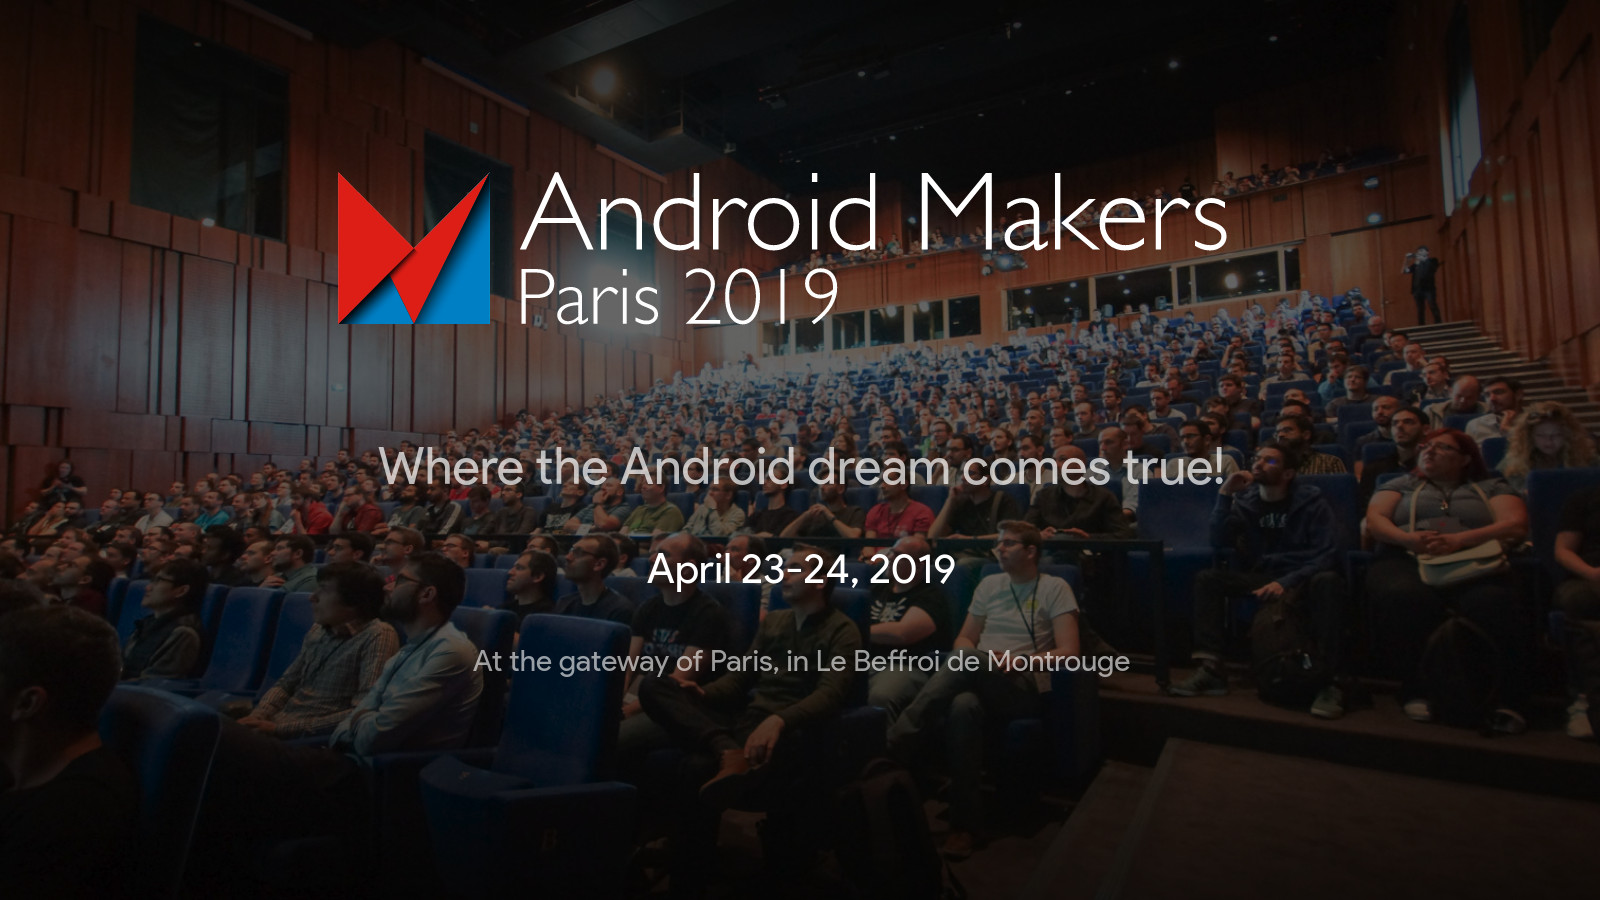 Android Makers
Paris 2019
Where the Android dream comes true!
April 23-24, 2019
At the gateway of Paris, in Le Beffroi de Montrouge